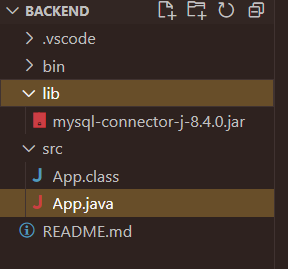 BACKEND
.vscode
bin
lib
mysql-connector-j-8.4.0.jar
src
J App.class
J App.java
README.md